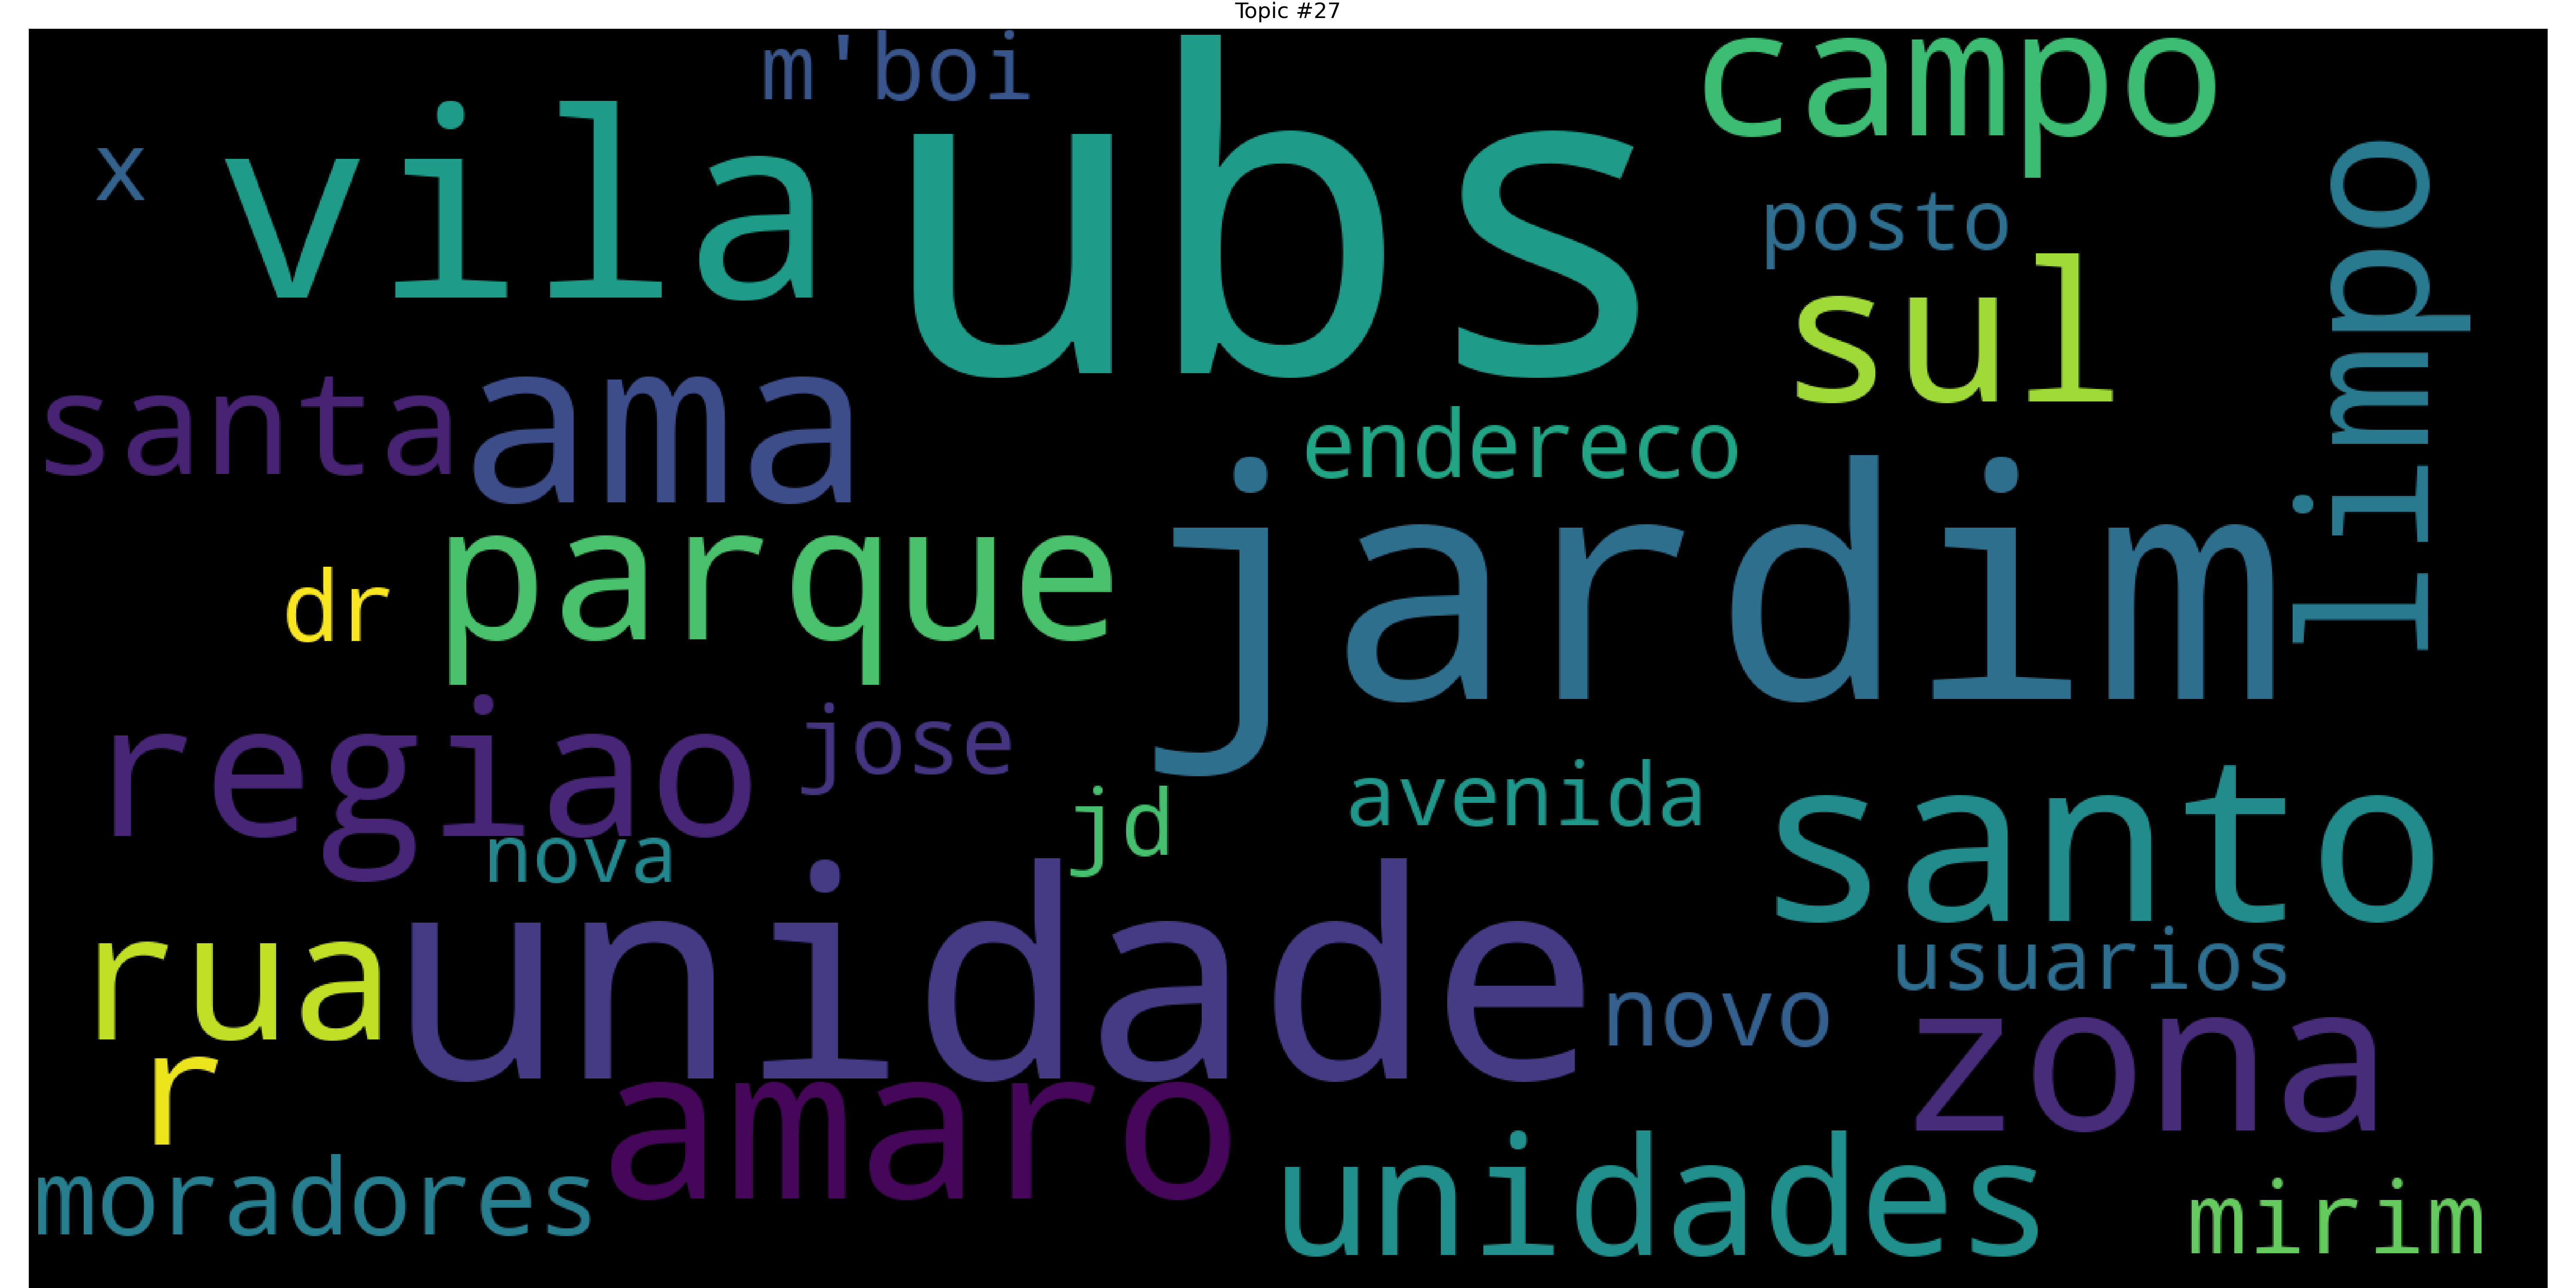 Topic #27
m'boi
campo
x
vila
ubs
posto
limpo
sul
santa
ama
endereco
dr
parque
jardim
regiao
jose
jd
avenida
santo
nova
rua
unidade
usuarios
novo
zona
r
amaro
moradores
unidades
mirim